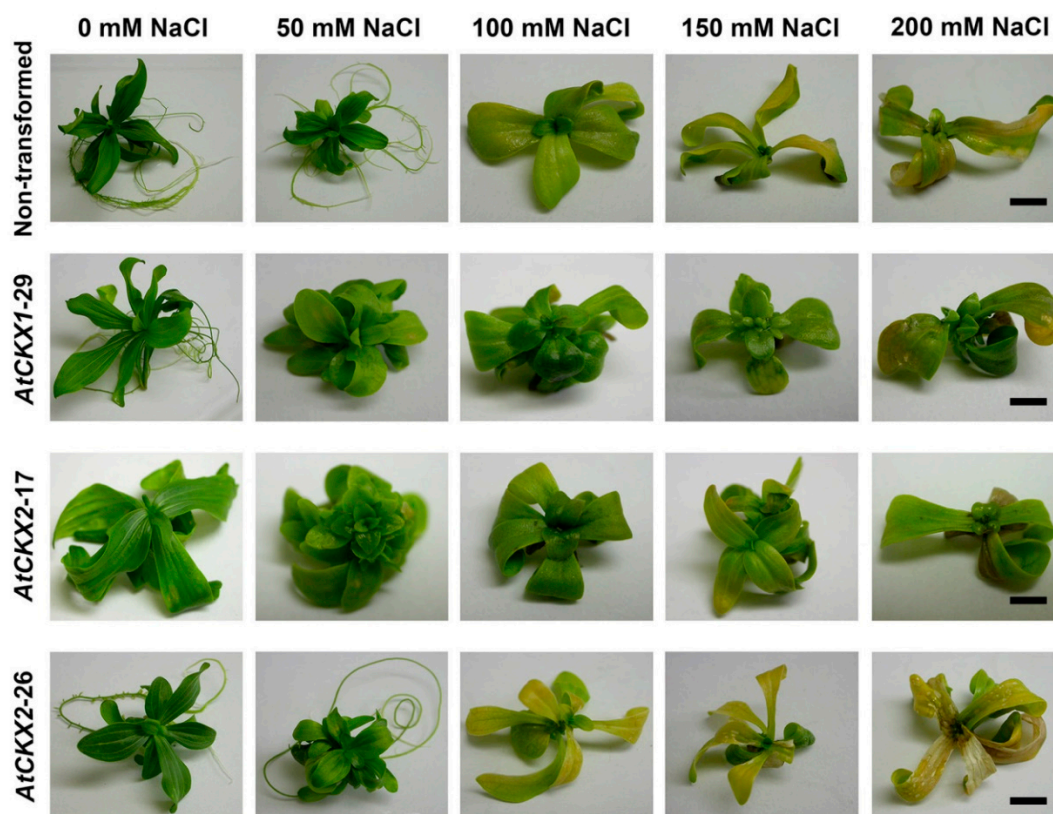 0 mM NaCl 50 mM NaCl 100 mM NaCl 150 mM NaCl 200 mM NaCl
Non-transformed
AtCKX1-29
AtCKX2-17
AtCKX2-26